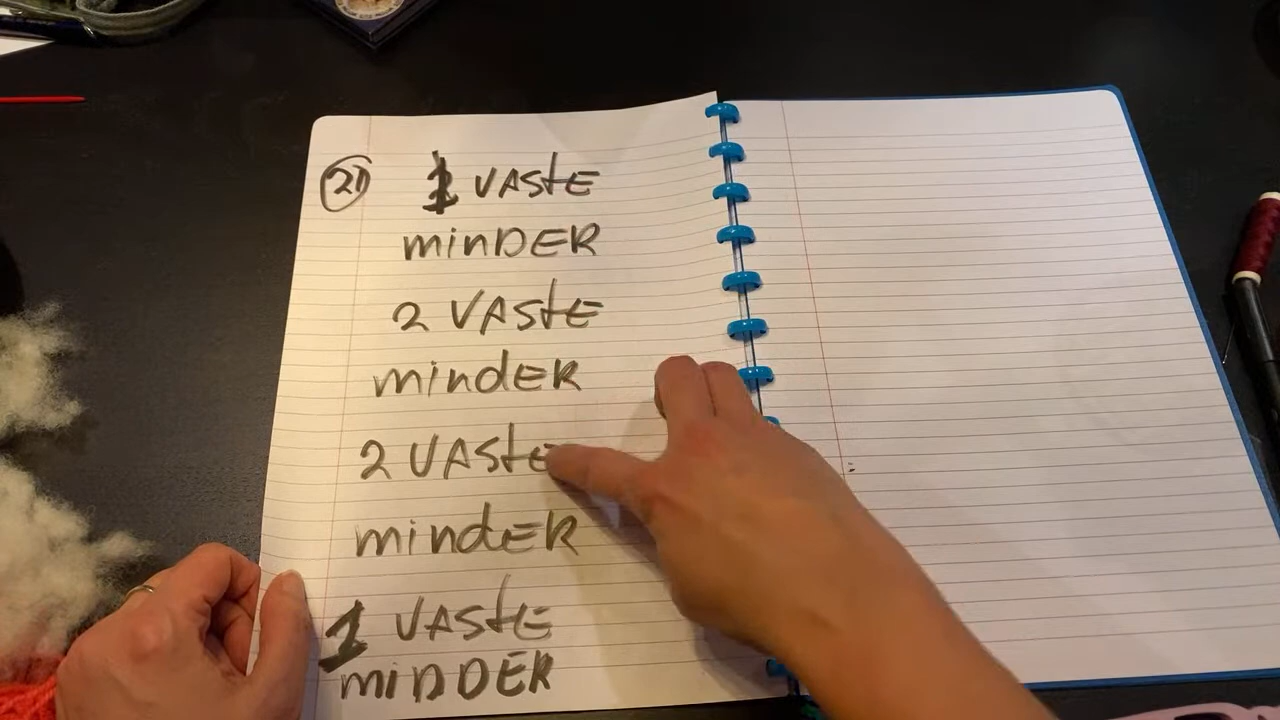 21 1 VASTE
minDER
2 VASTE
mindER
2 VASTE
mindER
1 VASTE
minDER